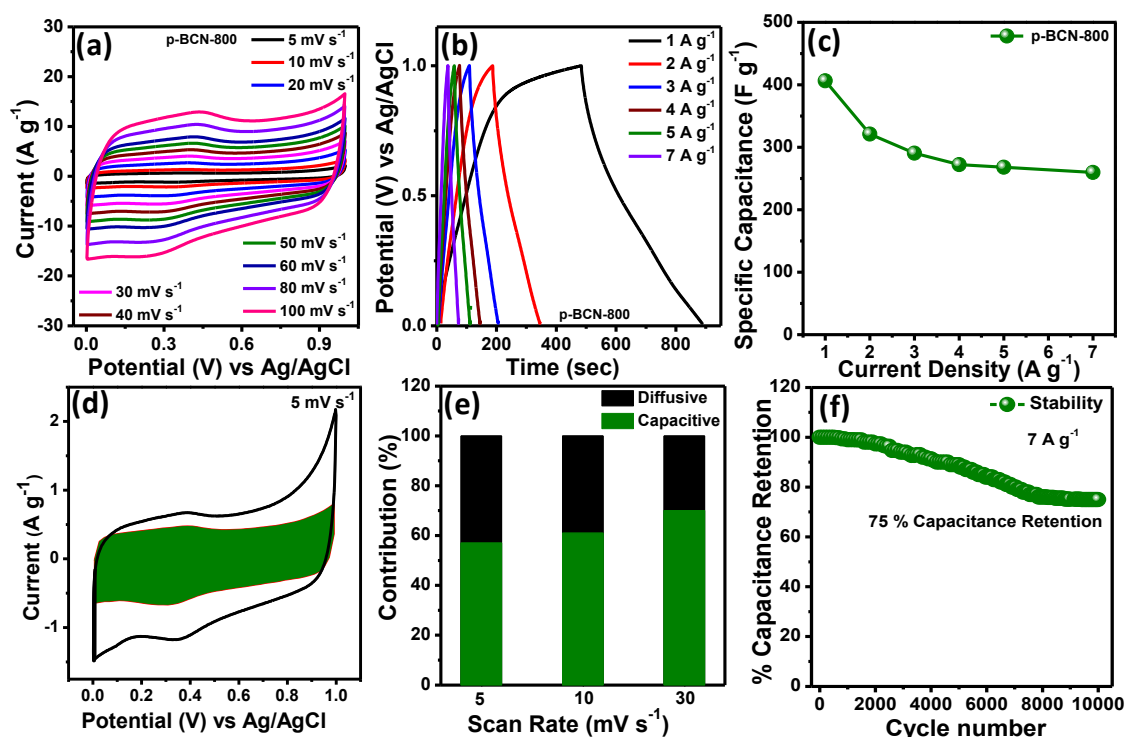 (a)
p-BCN-800
5 mV s⁻¹
10 mV s⁻¹
20 mV s⁻¹
50 mV s⁻¹
60 mV s⁻¹
80 mV s⁻¹
100 mV s⁻¹
30 mV s⁻¹
40 mV s⁻¹
30
20
10
0
-10
-20
-30
Current (A g⁻¹)
0.0 0.3 0.6 0.9
Potential (V) vs Ag/AgCl
(b)
1 A g⁻¹
2 A g⁻¹
3 A g⁻¹
4 A g⁻¹
5 A g⁻¹
7 A g⁻¹
p-BCN-800
1.0
0.5
0.0
Potential (V) vs Ag/AgCl
0 200 400 600 800
Time (sec)
(c)
p-BCN-800
500
400
300
200
100
0
Specific Capacitance (F g⁻¹)
1 2 3 4 5 6 7
Current Density (A g⁻¹)
(d)
5 mV s⁻¹
2
1
0
-1
Current (A g⁻¹)
0.0 0.2 0.4 0.6 0.8 1.0
Potential (V) vs Ag/AgCl
(e)
Diffusive
Capacitive
120
100
80
60
40
20
0
Contribution (%)
5 10 30
Scan Rate (mV s⁻¹)
(f)
Stability
7 A g⁻¹
75 % Capacitance Retention
120
100
80
60
40
20
0
% Capacitance Retention
0 2000 4000 6000 8000 10000
Cycle number